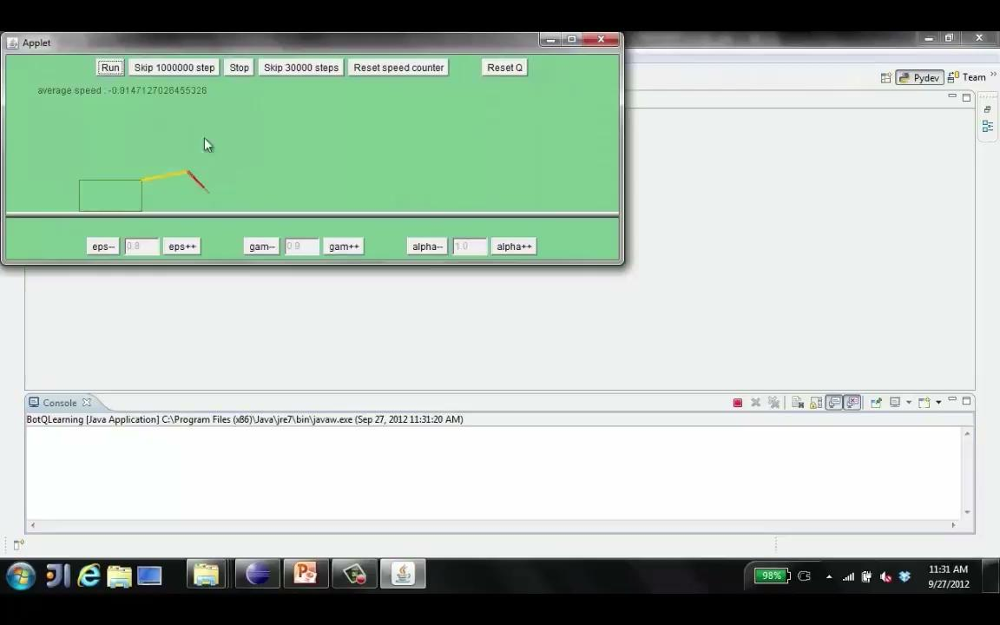 Applet
Run Skip 1000000 step Stop Skip 30000 steps Reset speed counter Reset Q
average speed : -0.9147127026455326
eps-- 0.8 eps++ gam-- 0.9 gam++ alpha-- 1.0 alpha++
Pydev Team
Console
BotQLearning [Java Application] C:\Program Files (x86)\Java\jre7\bin\javaw.exe (Sep 27, 2012 11:31:20 AM)
98% 11:31 AM
9/27/2012